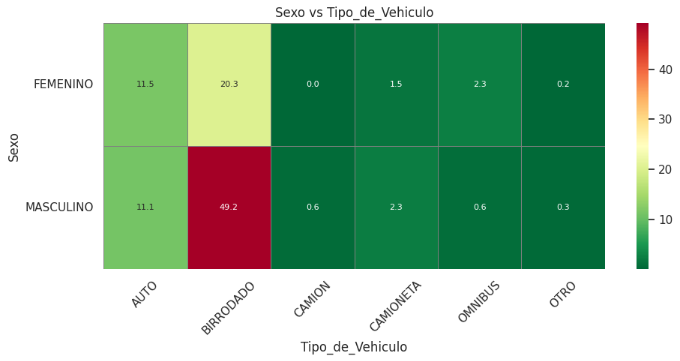 Sexo vs Tipo_de_Vehiculo
Sexo
FEMENINO
11.5 20.3 0.0 1.5 2.3 0.2
MASCULINO
11.1 49.2 0.6 2.3 0.6 0.3
AUTO BIRRODADO CAMION CAMIONETA OMNIBUS OTRO
Tipo_de_Vehiculo
40
30
20
10